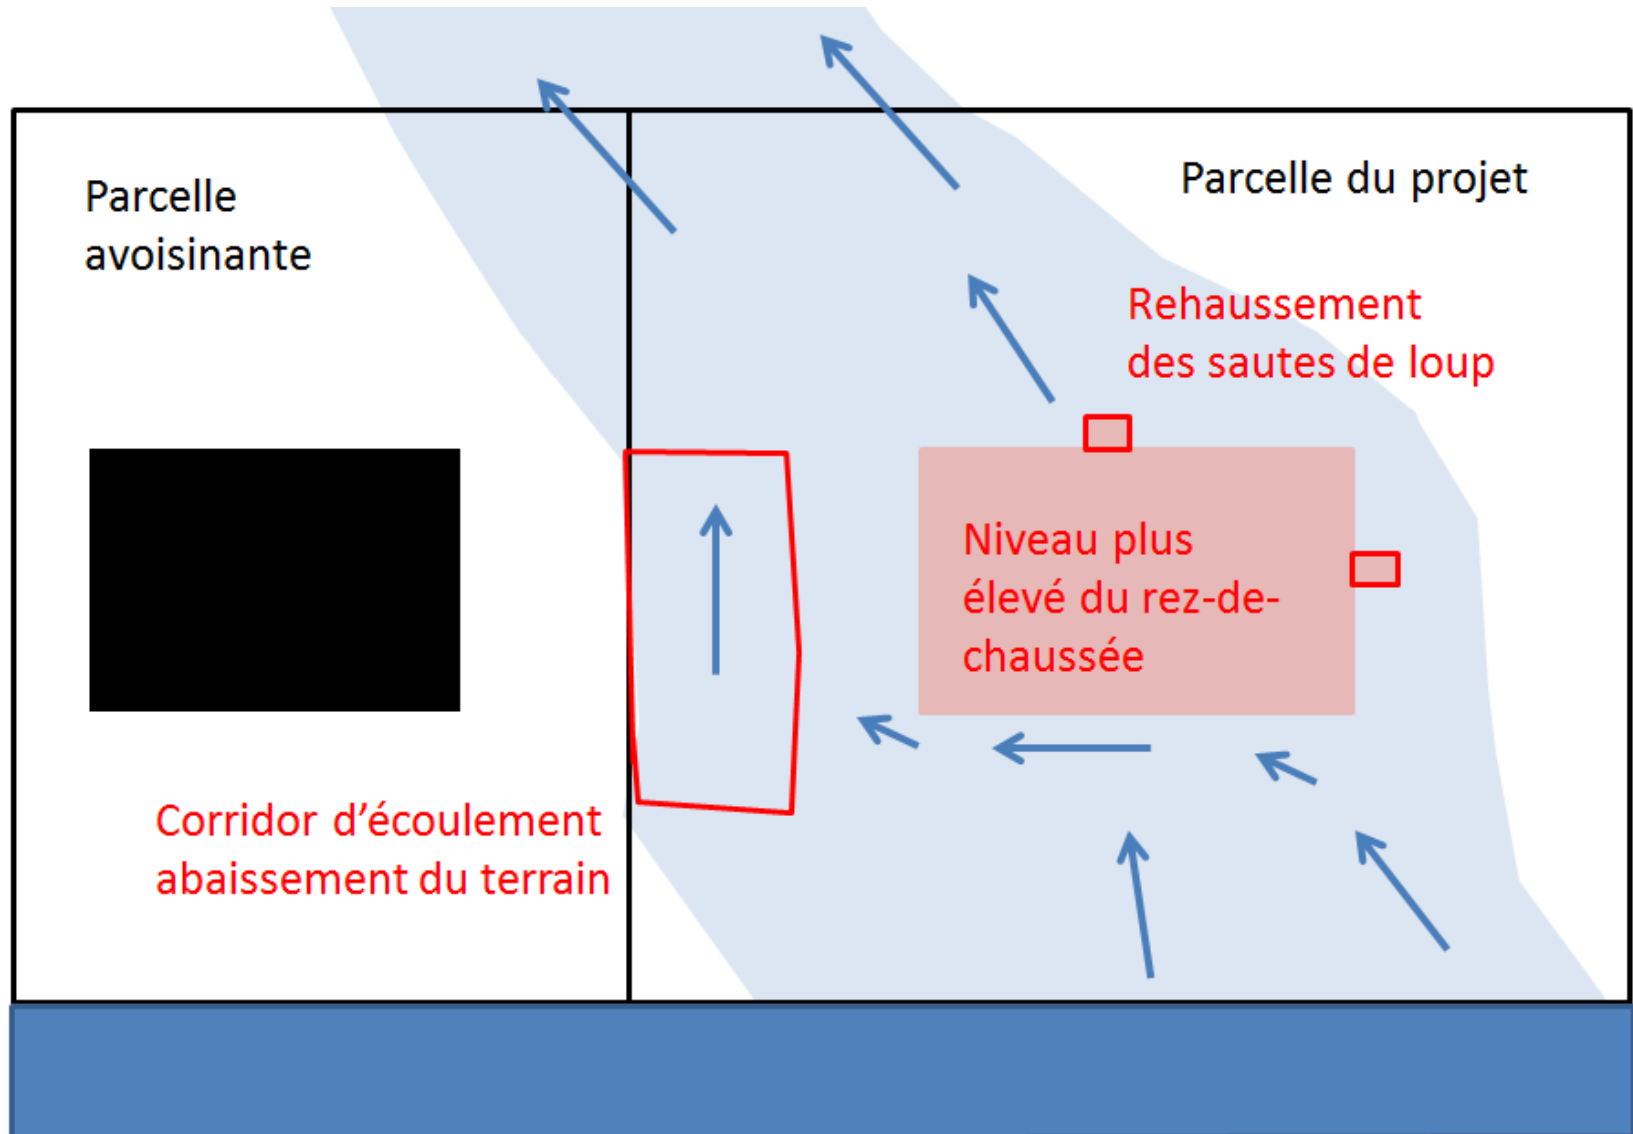 Parcelle
avoisinante
Parcelle du projet
Rehaussement
des sautes de loup
Niveau plus
élevé du rez-de-
chaussée
Corridor d'écoulement
abaissement du terrain